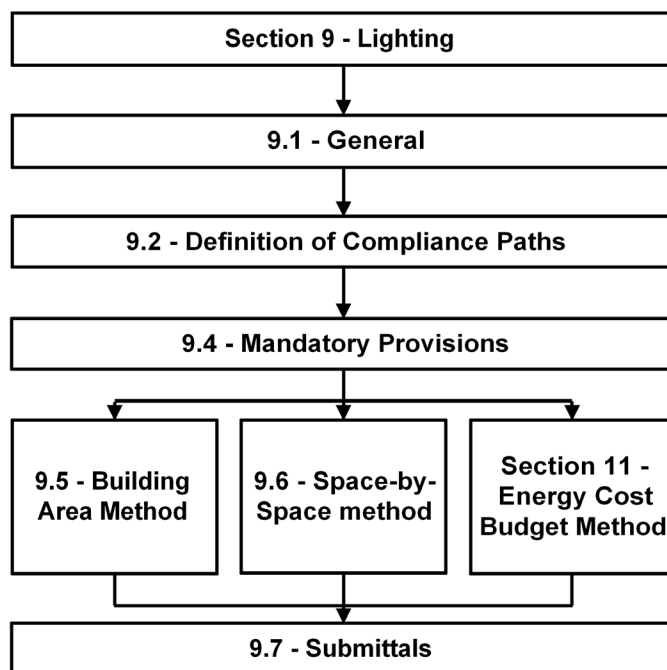 Section 9 - Lighting
9.1 - General
9.2 - Definition of Compliance Paths
9.4 - Mandatory Provisions
9.5 - Building
Area Method
9.6 - Space-by-
Space method
Section 11 -
Energy Cost
Budget Method
9.7 - Submittals